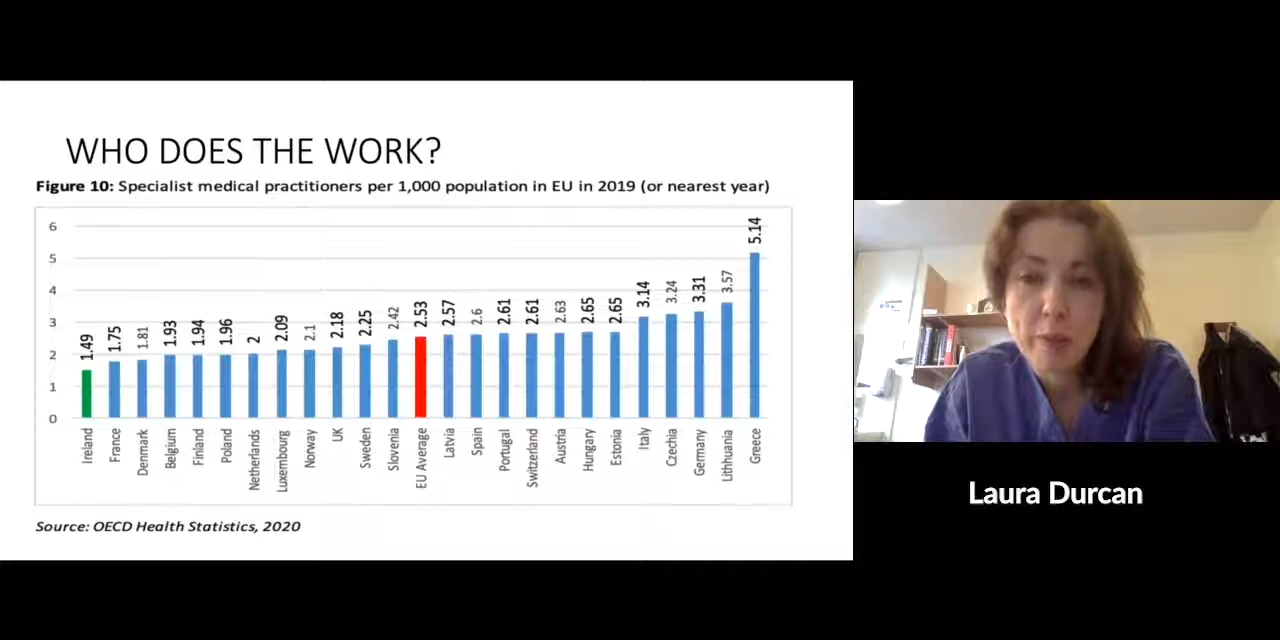 WHO DOES THE WORK?
Figure 10: Specialist medical practitioners per 1,000 population in EU in 2019 (or nearest year)
6
5
4
3
2
1
0
1.49
1.75
1.81
1.93
1.94
1.96
2
2.09
2.1
2.18
2.25
2.42
2.53
2.57
2.6
2.61
2.61
2.63
2.65
2.65
3.14
3.24
3.31
3.57
5.14
Ireland
France
Denmark
Belgium
Finland
Poland
Netherlands
Luxembourg
Norway
UK
Sweden
Slovenia
EU Average
Latvia
Spain
Portugal
Switzerland
Austria
Hungary
Estonia
Italy
Czechia
Germany
Lithhuania
Greece
Source: OECD Health Statistics, 2020
Laura Durcan